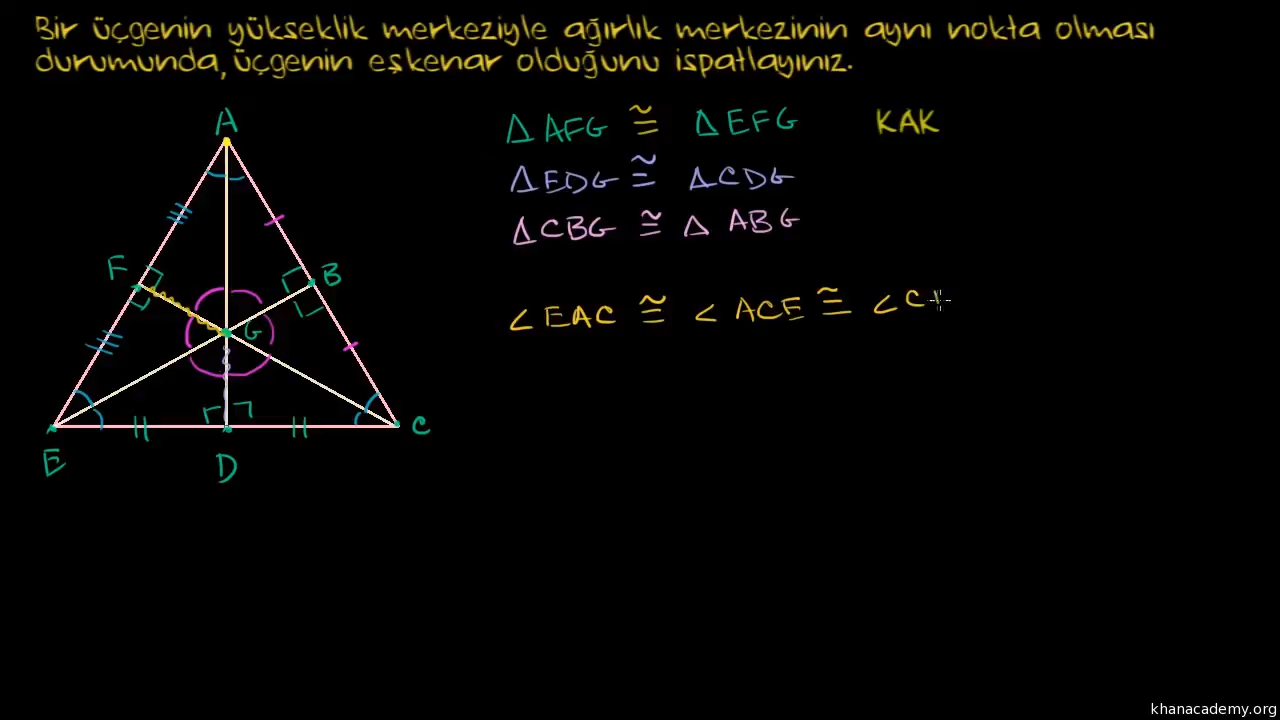 Bir üçgenin yükseklik merkeziyle ağırlık merkezinin aynı nokta olması
durumunda, üçgenin eşkenar olduğunu ispatlayınız.
A
△AFG ≅ △EFG KAK
△EDG ≅ △CDG
△CBG ≅ △ABG
F
B
∠EAC ≅ ∠ACE ≅ ∠C
G
E
D
C
khanacademy.org